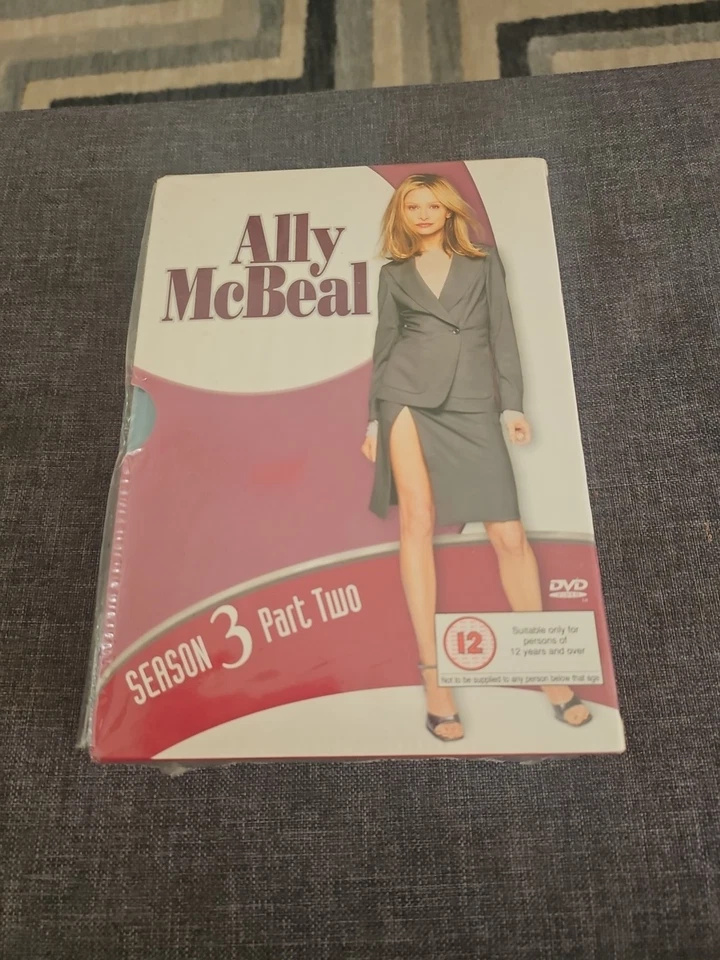 Ally
McBeal
SEASON 3 Part Two
DVD
VIDEO
12
Suitable only for
persons of
12 years and over
Not to be supplied to any person below that age